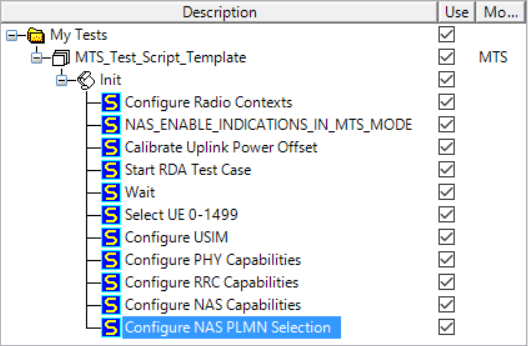 Description Use Mo...
My Tests
MTS_Test_Script_Template MTS
Init
S Configure Radio Contexts
S NAS_ENABLE_INDICATIONS_IN_MTS_MODE
S Calibrate Uplink Power Offset
S Start RDA Test Case
S Wait
S Select UE 0-1499
S Configure USIM
S Configure PHY Capabilities
S Configure RRC Capabilities
S Configure NAS Capabilities
S Configure NAS PLMN Selection